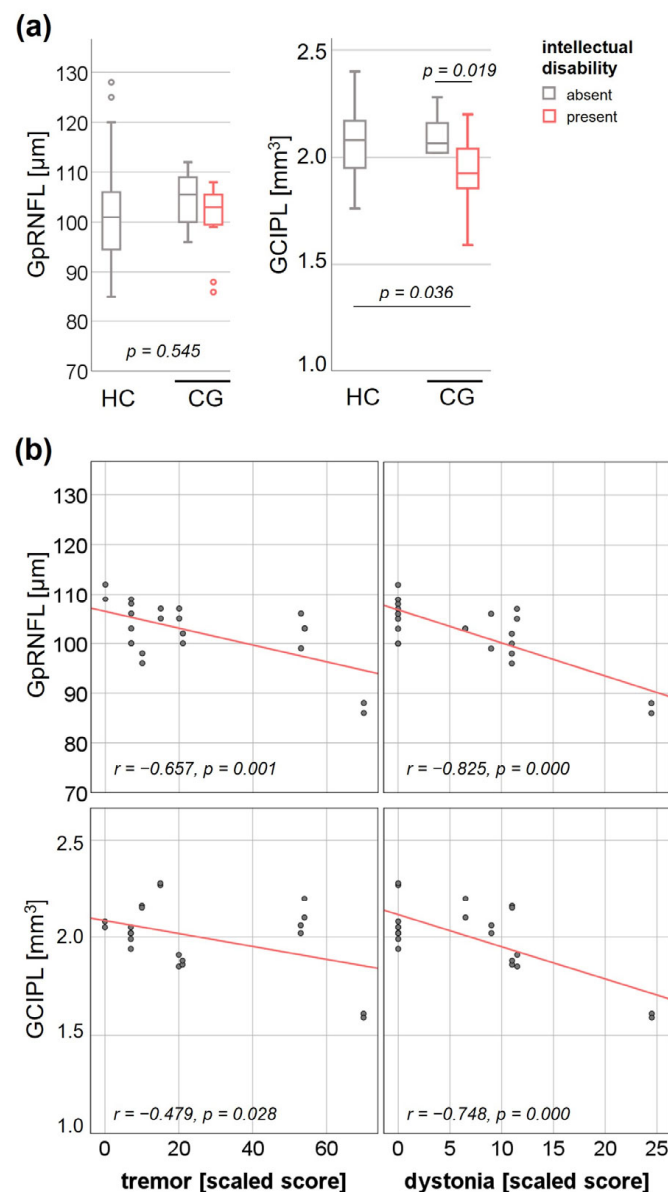 (a)
GpRNFL [µm]
130
120
110
100
90
80
70
p = 0.545
HC
CG
GCIPL [mm³]
2.5
2.0
1.5
1.0
p = 0.019
p = 0.036
HC
CG
intellectual
disability
absent
present
(b)
GpRNFL [µm]
130
120
110
100
90
80
70
r = −0.657, p = 0.001
r = −0.825, p = 0.000
GCIPL [mm³]
2.5
2.0
1.5
1.0
r = −0.479, p = 0.028
r = −0.748, p = 0.000
0 20 40 60
0 5 10 15 20 25
tremor [scaled score]
dystonia [scaled score]